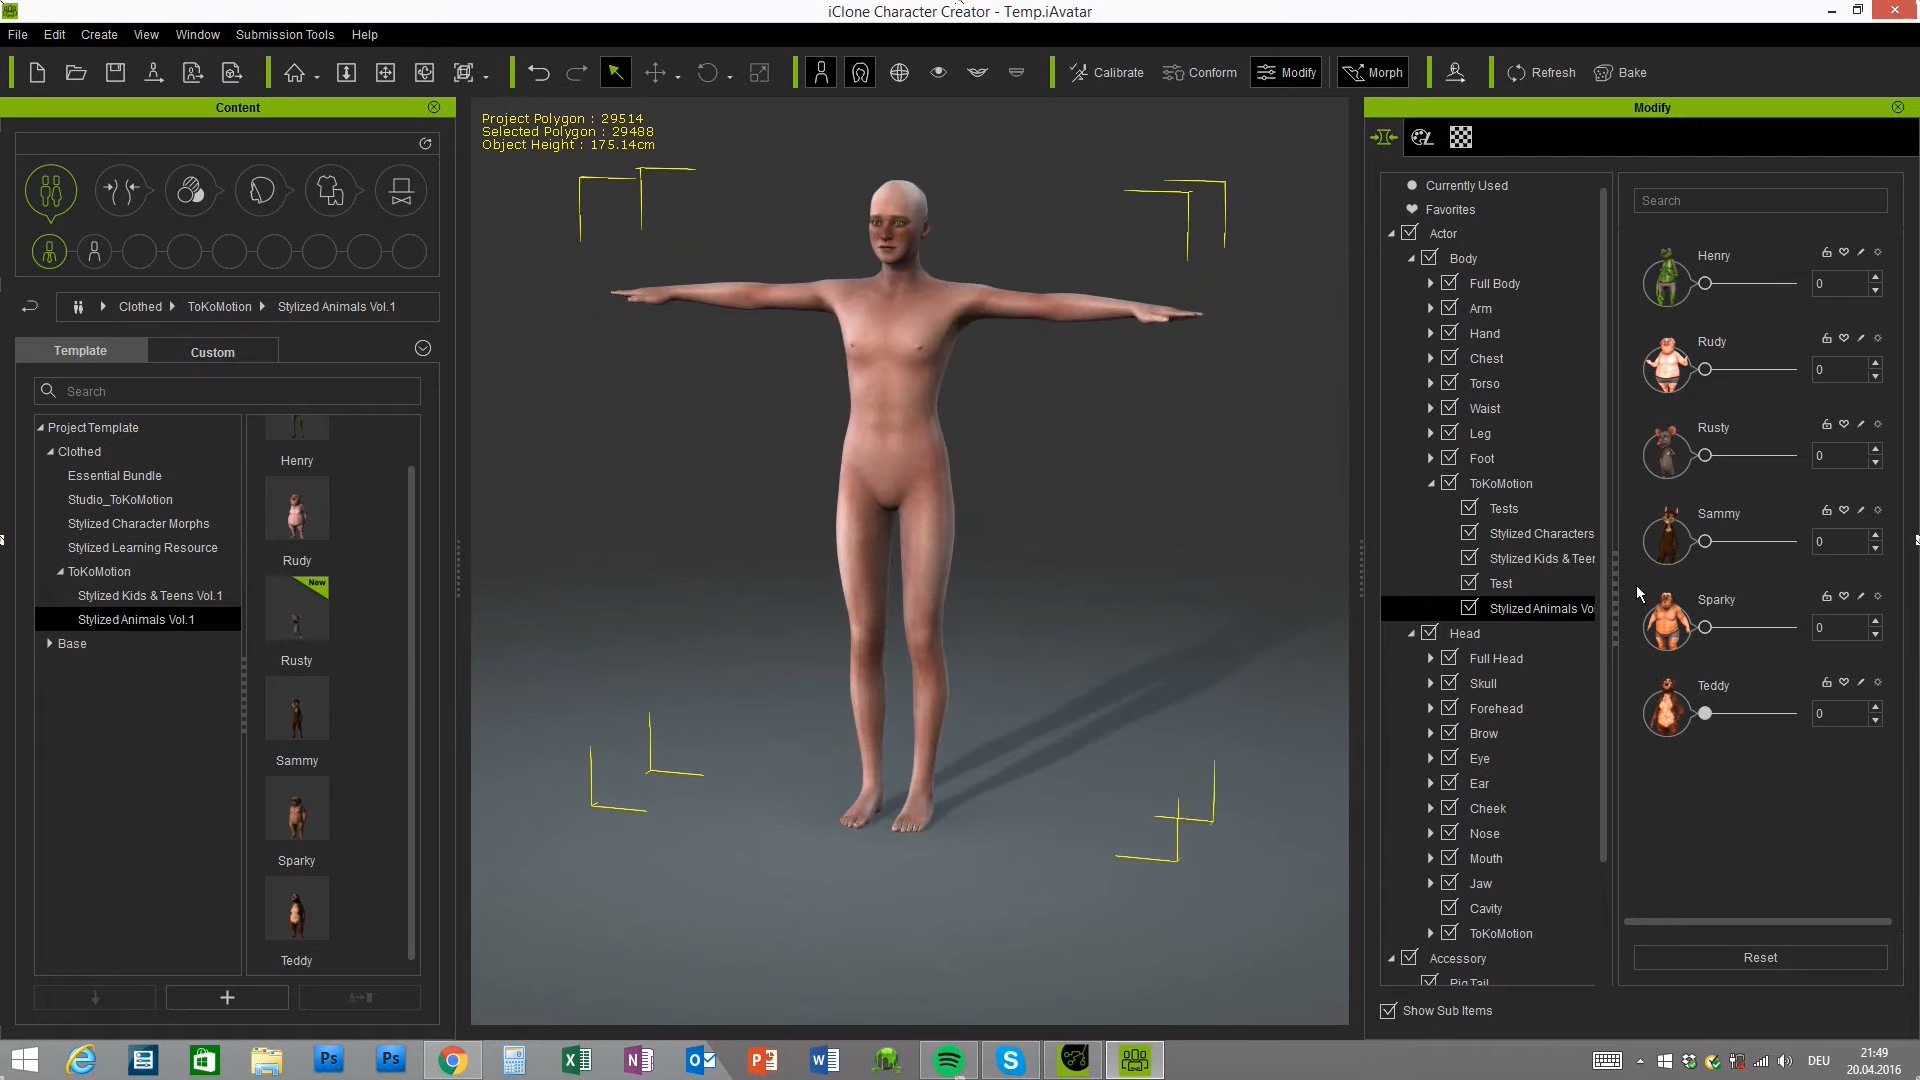 iClone Character Creator - Temp.iAvatar
File Edit Create View Window Submission Tools Help
Calibrate Conform Modify Morph Refresh Bake
Content
Clothed ToKoMotion Stylized Animals Vol.1
Template Custom
Search
Project Template
Clothed
Essential Bundle
Studio_ToKoMotion
Stylized Character Morphs
Stylized Learning Resource
ToKoMotion
Stylized Kids & Teens Vol.1
Stylized Animals Vol.1
Base
Henry
Rudy
New
Rusty
Sammy
Sparky
Teddy
Project Polygon : 29514
Selected Polygon : 29488
Object Height : 175.14cm
Modify
Currently Used
Favorites
Actor
Body
Full Body
Arm
Hand
Chest
Torso
Waist
Leg
Foot
ToKoMotion
Tests
Stylized Characters
Stylized Kids & Teer
Test
Stylized Animals Vo
Head
Full Head
Skull
Forehead
Brow
Eye
Ear
Cheek
Nose
Mouth
Jaw
Cavity
ToKoMotion
Accessory
Pig Tail
Show Sub Items
Search
Henry
0
Rudy
0
Rusty
0
Sammy
0
Sparky
0
Teddy
0
Reset
Ps Ps
DEU
21:49
20.04.2016